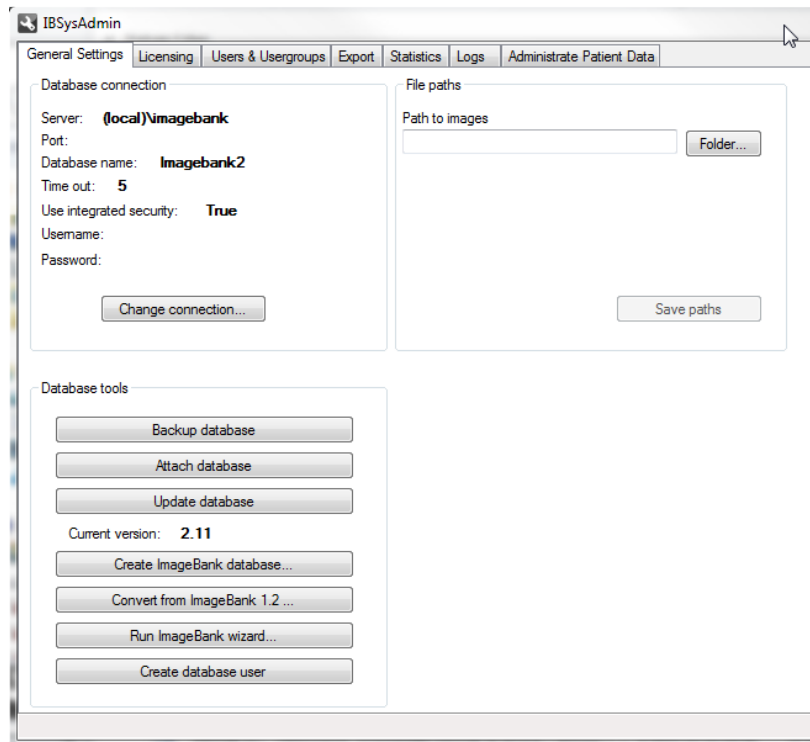 IBSysAdmin
General Settings Licensing Users & Usergroups Export Statistics Logs Administrate Patient Data
Database connection
Server: (local)\imagebank
Port:
Database name: Imagebank2
Time out: 5
Use integrated security: True
Username:
Password:
Change connection...
File paths
Path to images
Folder...
Save paths
Database tools
Backup database
Attach database
Update database
Current version: 2.11
Create ImageBank database...
Convert from ImageBank 1.2 ...
Run ImageBank wizard...
Create database user